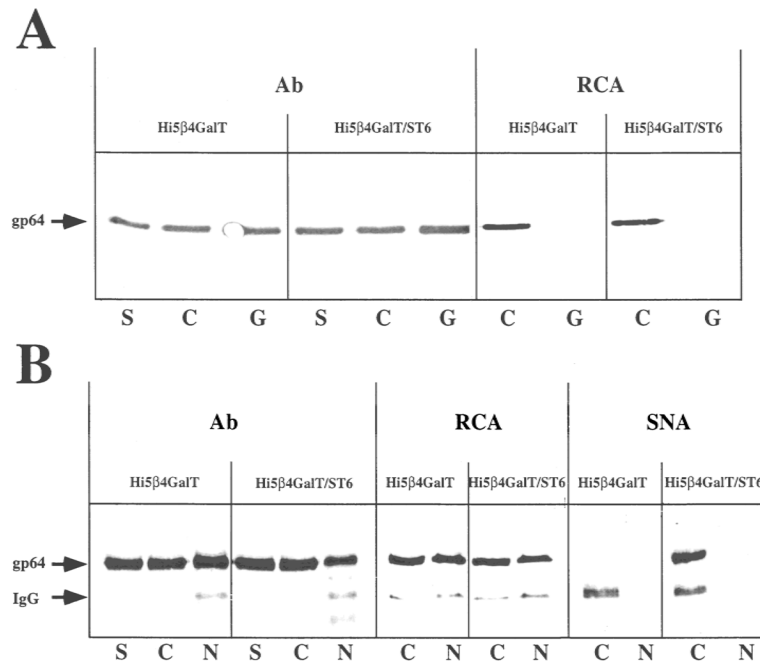 A
Ab RCA
Hi5β4GalT Hi5β4GalT/ST6 Hi5β4GalT Hi5β4GalT/ST6
gp64
S C G S C G C G C G
B
Ab RCA SNA
Hi5β4GalT Hi5β4GalT/ST6 Hi5β4GalT Hi5β4GalT/ST6 Hi5β4GalT Hi5β4GalT/ST6
gp64
IgG
S C N S C N C N C N C N C N